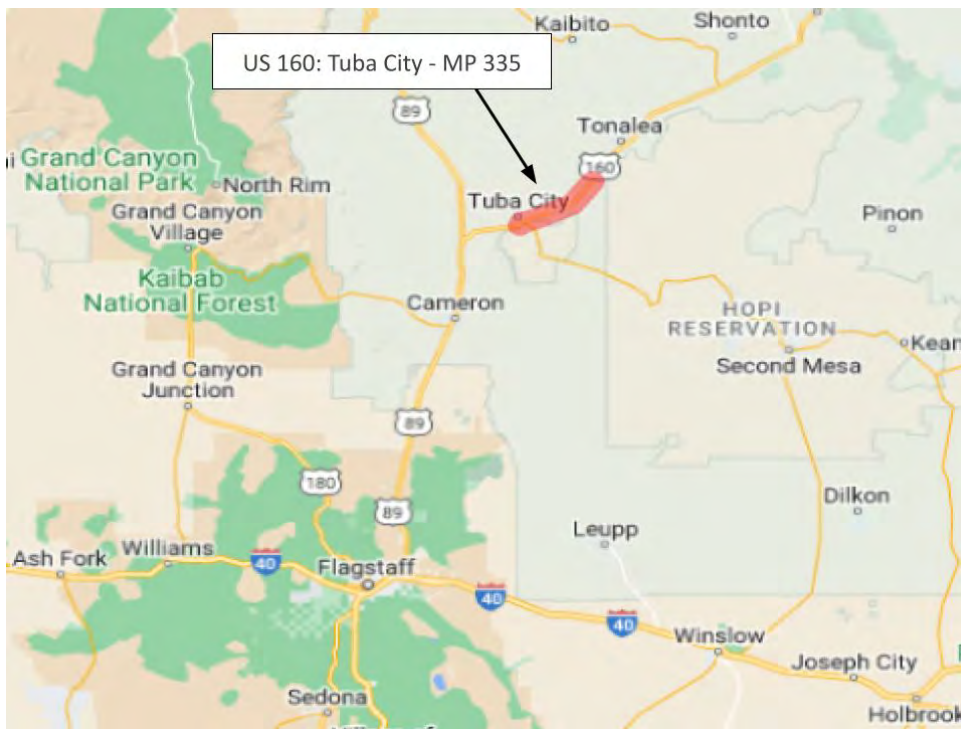 Kaibito
Shonto
US 160: Tuba City - MP 335
89
Tonalea
160
Grand Canyon
National Park
North Rim
Tuba City
Pinon
Grand Canyon
Village
Kaibab
National Forest
Cameron
HOPI
RESERVATION
Kean
Second Mesa
Grand Canyon
Junction
89
180
89
Dilkon
Leupp
Ash Fork
Williams
40
Flagstaff
40
40
Winslow
Joseph City
Sedona
Holbrook